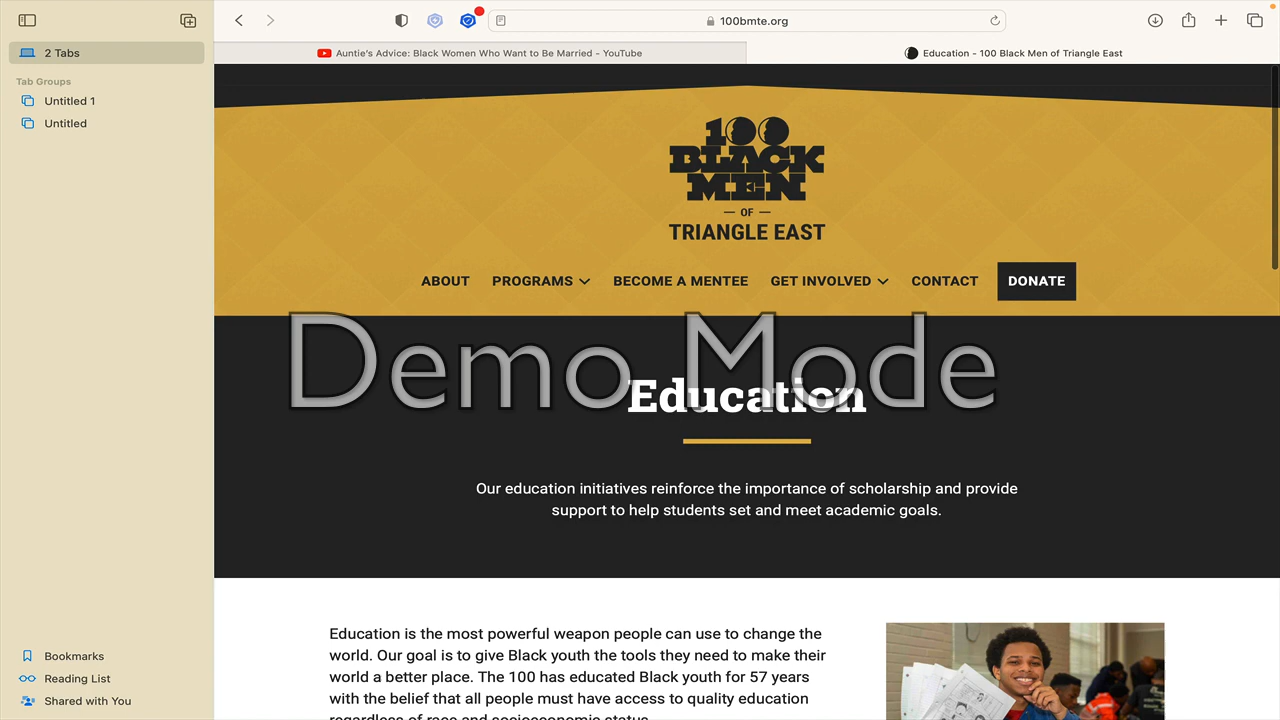 100bmte.org
2 Tabs
Auntie's Advice: Black Women Who Want to Be Married - YouTube
Education - 100 Black Men of Triangle East
Tab Groups
Untitled 1
Untitled
100
BLACK
MEN
— OF —
TRIANGLE EAST
ABOUT PROGRAMS BECOME A MENTEE GET INVOLVED CONTACT DONATE
Demo Mode
Education
Our education initiatives reinforce the importance of scholarship and provide
support to help students set and meet academic goals.
Education is the most powerful weapon people can use to change the
world. Our goal is to give Black youth the tools they need to make their
world a better place. The 100 has educated Black youth for 57 years
with the belief that all people must have access to quality education
regardless of race and socioeconomic status.
Bookmarks
Reading List
Shared with You